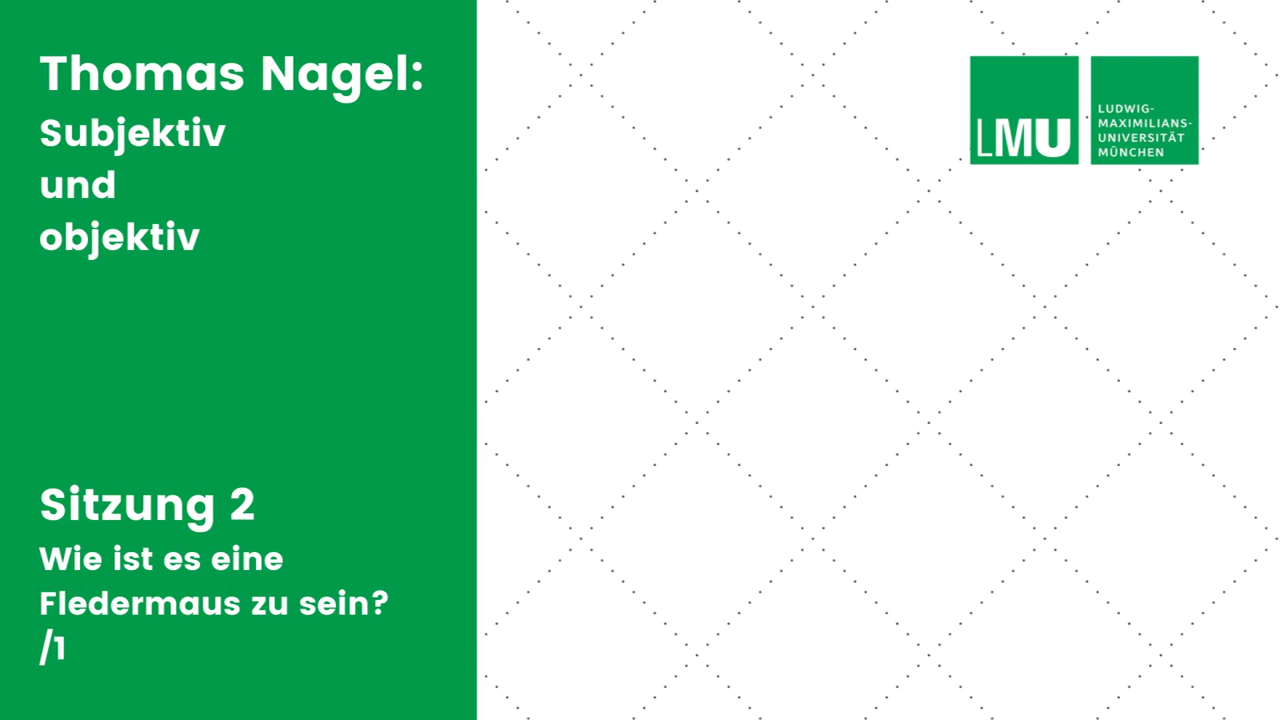 Thomas Nagel:
Subjektiv
und
objektiv
Sitzung 2
Wie ist es eine
Fledermaus zu sein?
/1
LMU
LUDWIG-
MAXIMILIANS-
UNIVERSITÄT
MÜNCHEN